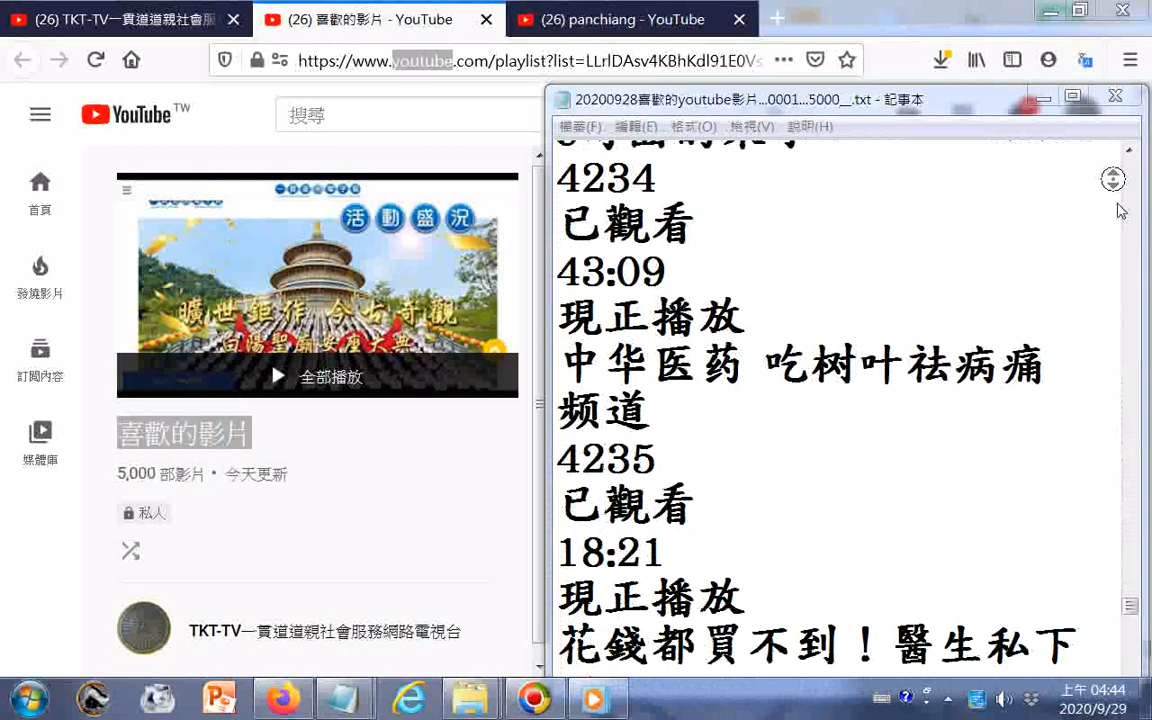 (26) TKT-TV一貫道道親社會服
(26) 喜歡的影片 - YouTube
(26) panchiang - YouTube
https://www.youtube.com/playlist?list=LLrlDAsv4KBhKdl91E0Vs
YouTube TW
搜尋
首頁
發燒影片
訂閱內容
媒體庫
活動盛況
曠世鉅作 今古奇觀
白陽聖廟安座大典
全部播放
喜歡的影片
5,000 部影片 • 今天更新
私人
TKT-TV一貫道道親社會服務網路電視台
20200928喜歡的youtube影片...0001...5000__.txt - 記事本
檔案(F) 編輯(E) 格式(O) 檢視(V) 說明(H)
4234
已觀看
43:09
現正播放
中华医药 吃树叶祛病痛
频道
4235
已觀看
18:21
現正播放
花錢都買不到！醫生私下
上午 04:44
2020/9/29